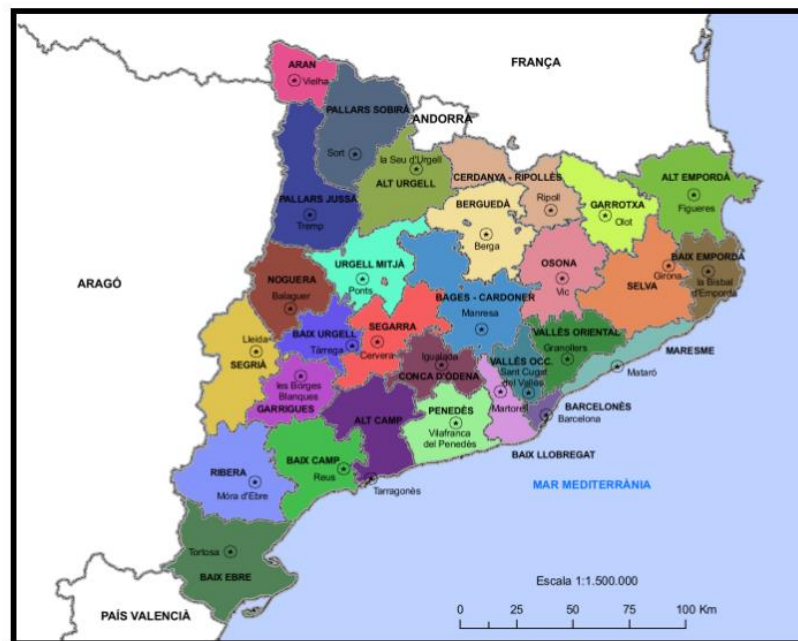 FRANÇA
ARAN
Vielha
PALLARS SOBIRÀ
ANDORRA
Sort
la Seu d'Urgell
ALT URGELL
CERDANYA - RIPOLLÈS
ALT EMPORDÀ
PALLARS JUSSÀ
Tremp
BERGUEDÀ
Ripoll
GARROTXA
Olot
Figueres
Berga
ARAGÓ
URGELL MITJÀ
Ponts
OSONA
Vic
BAIX EMPORDÀ
Girona
la Bisbal
d'Emporda
NOGUERA
Balaguer
SELVA
BAGES - CARDONER
Manresa
BAIX URGELL
Tàrrega
SEGARRA
Cervera
VALLÈS ORIENTAL
Granollers
Lleida
SEGRIÀ
Igualada
CONCA D'ÒDENA
VALLÈS OCC.
Sant Cugat
del Vallès
MARESME
Mataró
les Borges
Blanques
GARRIGUES
Martorell
ALT CAMP
PENEDÈS
Vilafranca
del Penedès
BARCELONÈS
Barcelona
BAIX LLOBREGAT
RIBERA
Móra d'Ebre
BAIX CAMP
Reus
Tarragonès
MAR MEDITERRÀNIA
Tortosa
BAIX EBRE
PAÍS VALENCIÀ
Escala 1:1.500.000
0 25 50 75 100 Km